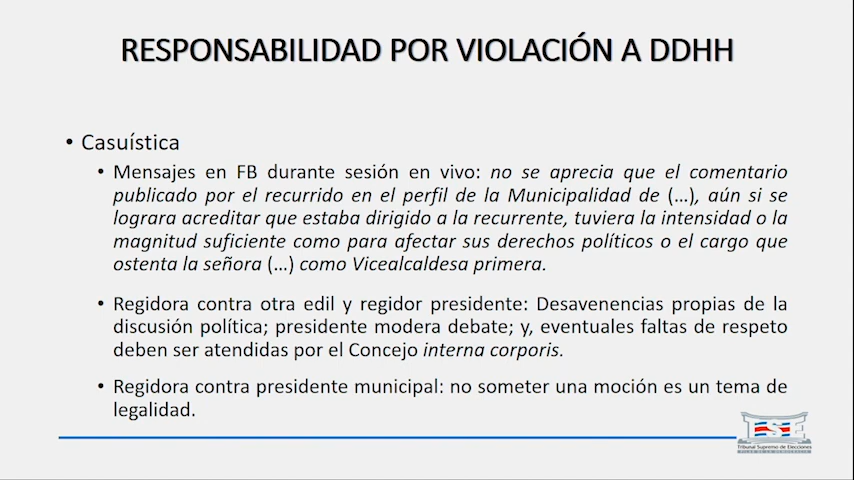 RESPONSABILIDAD POR VIOLACIÓN A DDHH
• Casuística
• Mensajes en FB durante sesión en vivo: no se aprecia que el comentario
publicado por el recurrido en el perfil de la Municipalidad de (…), aún si se
lograra acreditar que estaba dirigido a la recurrente, tuviera la intensidad o la
magnitud suficiente como para afectar sus derechos políticos o el cargo que
ostenta la señora (…) como Vicealcaldesa primera.
• Regidora contra otra edil y regidor presidente: Desavenencias propias de la
discusión política; presidente modera debate; y, eventuales faltas de respeto
deben ser atendidas por el Concejo interna corporis.
• Regidora contra presidente municipal: no someter una moción es un tema de
legalidad.
TSE
Tribunal Supremo de Elecciones